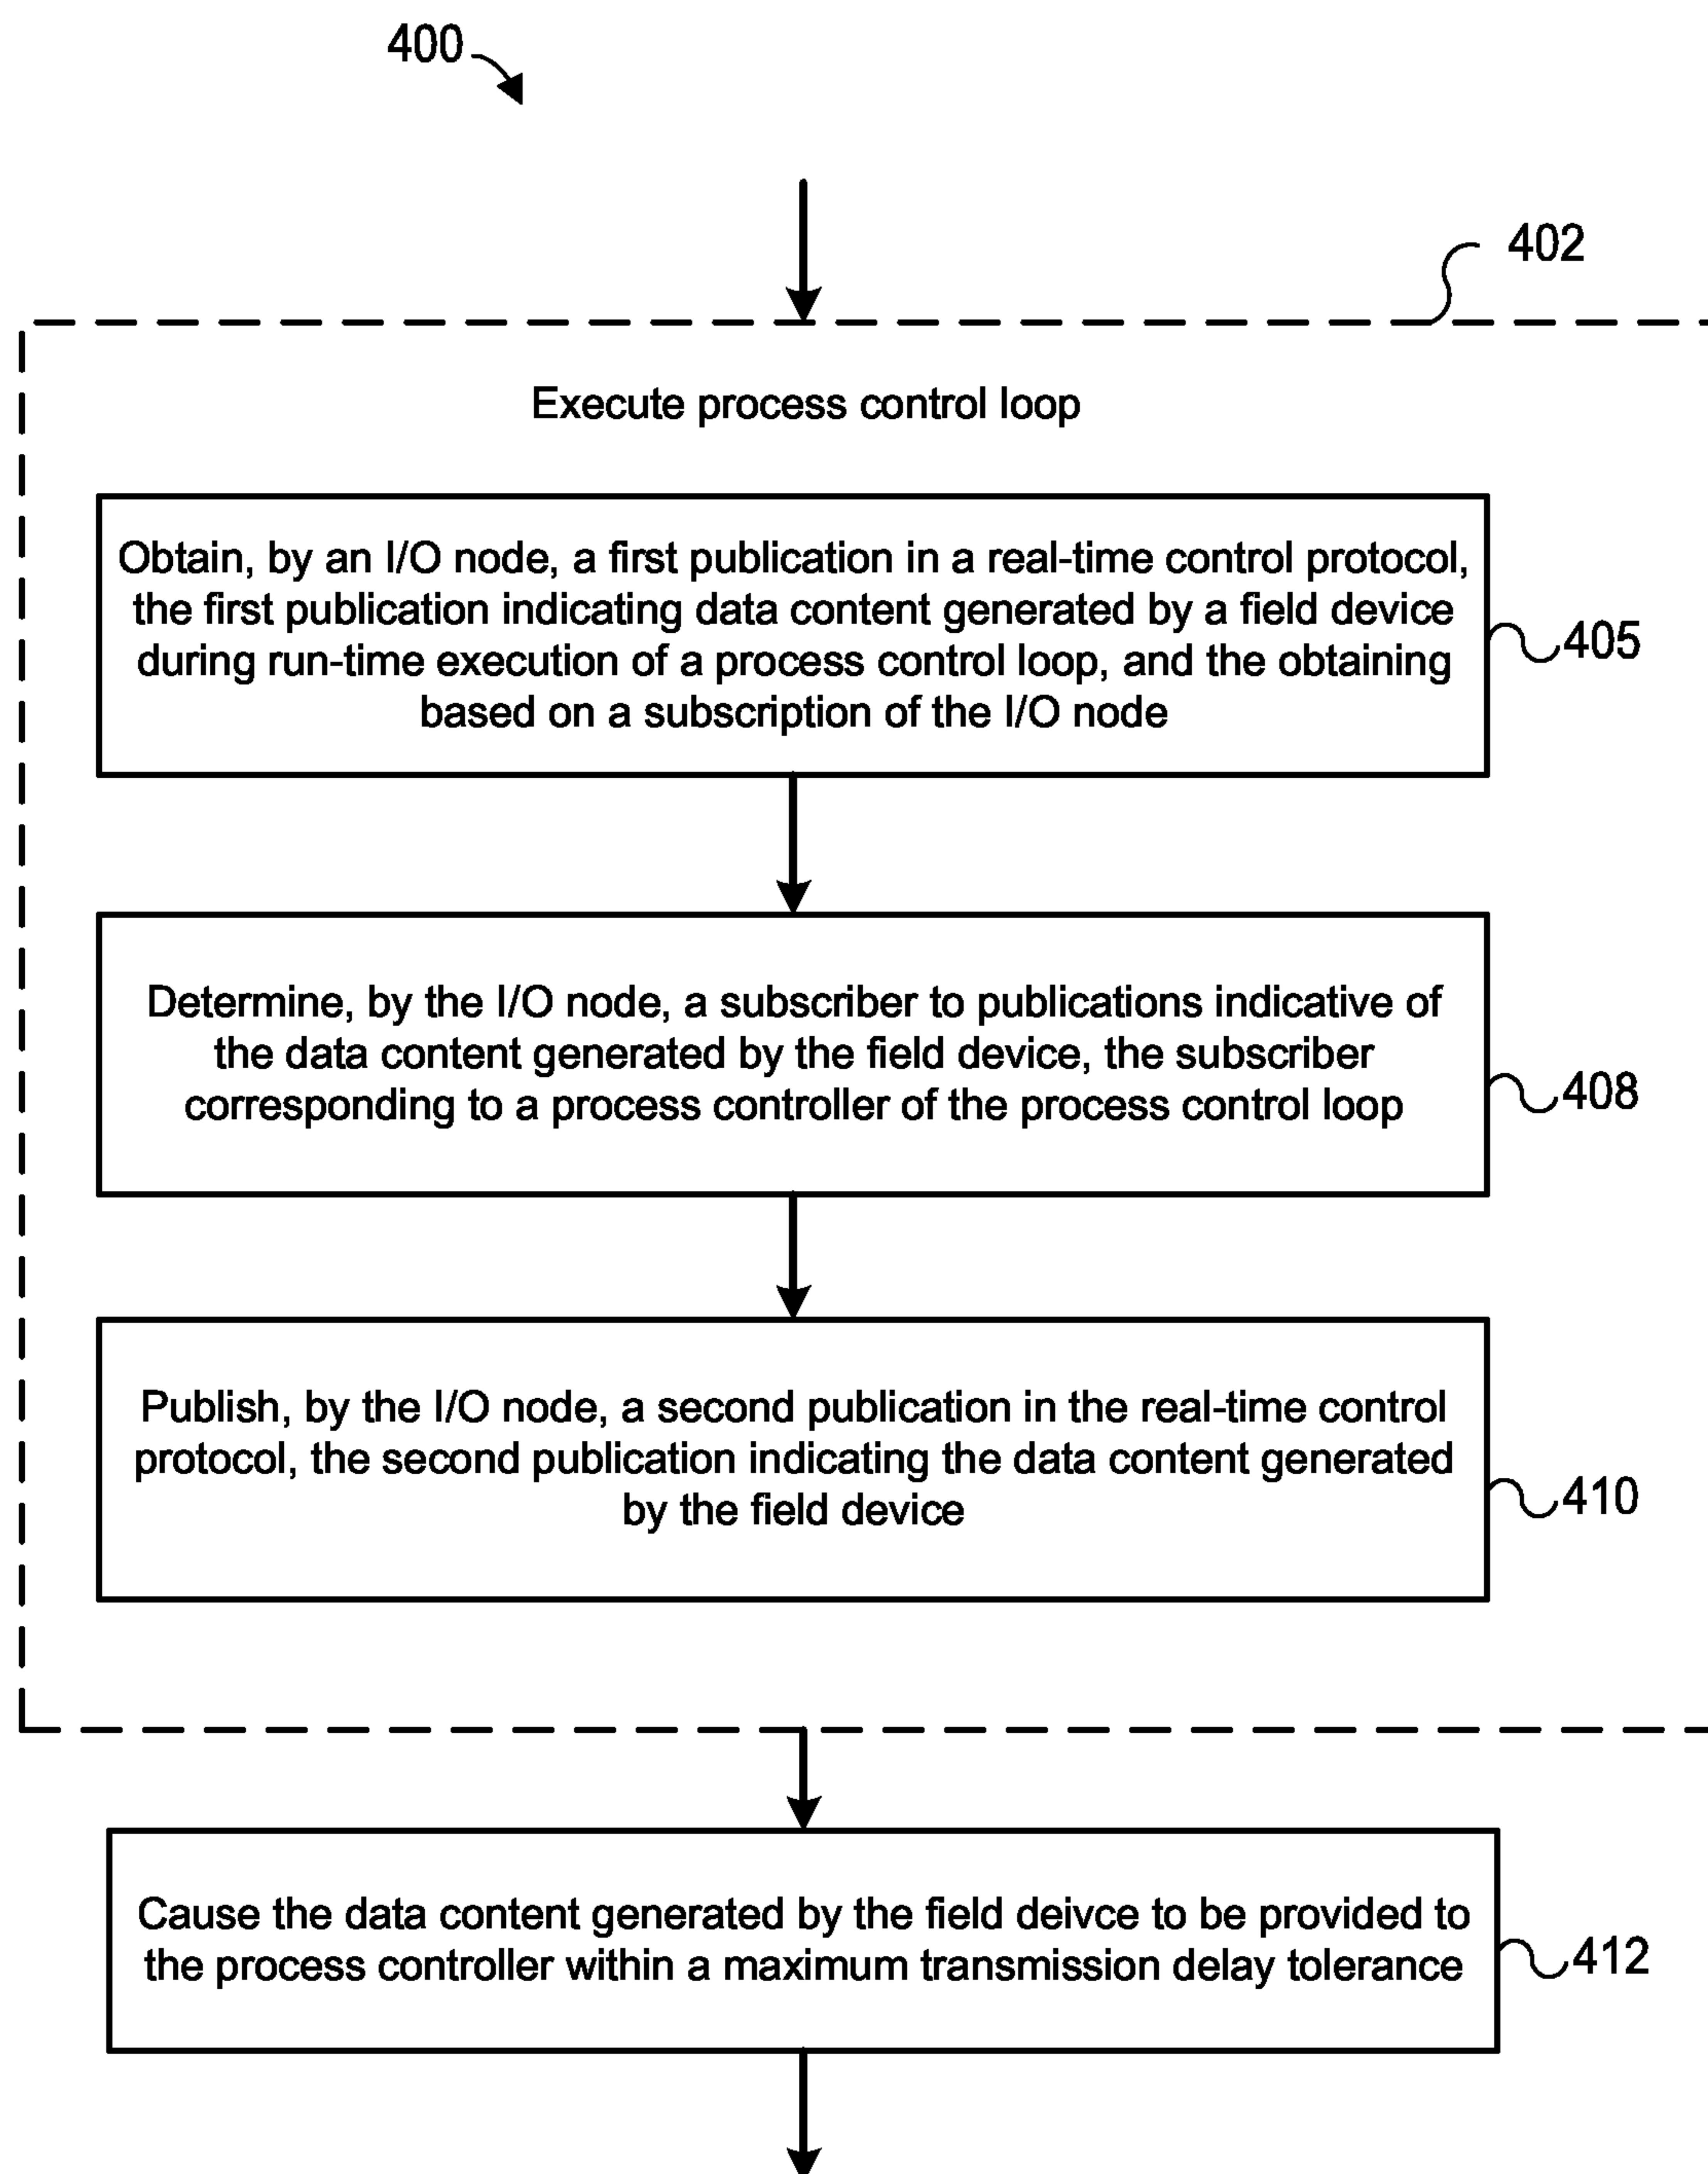 400
402
Execute process control loop
Obtain, by an I/O node, a first publication in a real-time control protocol,
the first publication indicating data content generated by a field device
during run-time execution of a process control loop, and the obtaining
based on a subscription of the I/O node
405
Determine, by the I/O node, a subscriber to publications indicative of
the data content generated by the field device, the subscriber
corresponding to a process controller of the process control loop
408
Publish, by the I/O node, a second publication in the real-time control
protocol, the second publication indicating the data content generated
by the field device
410
Cause the data content generated by the field deivce to be provided to
the process controller within a maximum transmission delay tolerance
412